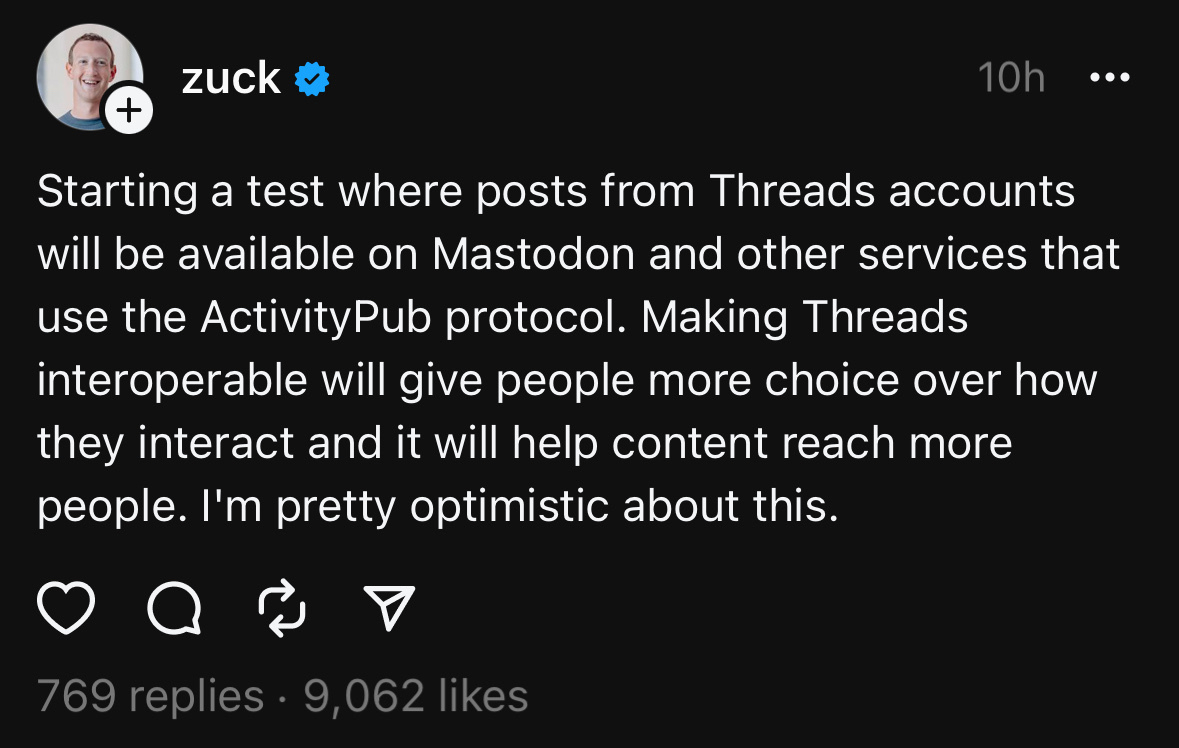 zuck
10h
Starting a test where posts from Threads accounts
will be available on Mastodon and other services that
use the ActivityPub protocol. Making Threads
interoperable will give people more choice over how
they interact and it will help content reach more
people. I'm pretty optimistic about this.
769 replies · 9,062 likes